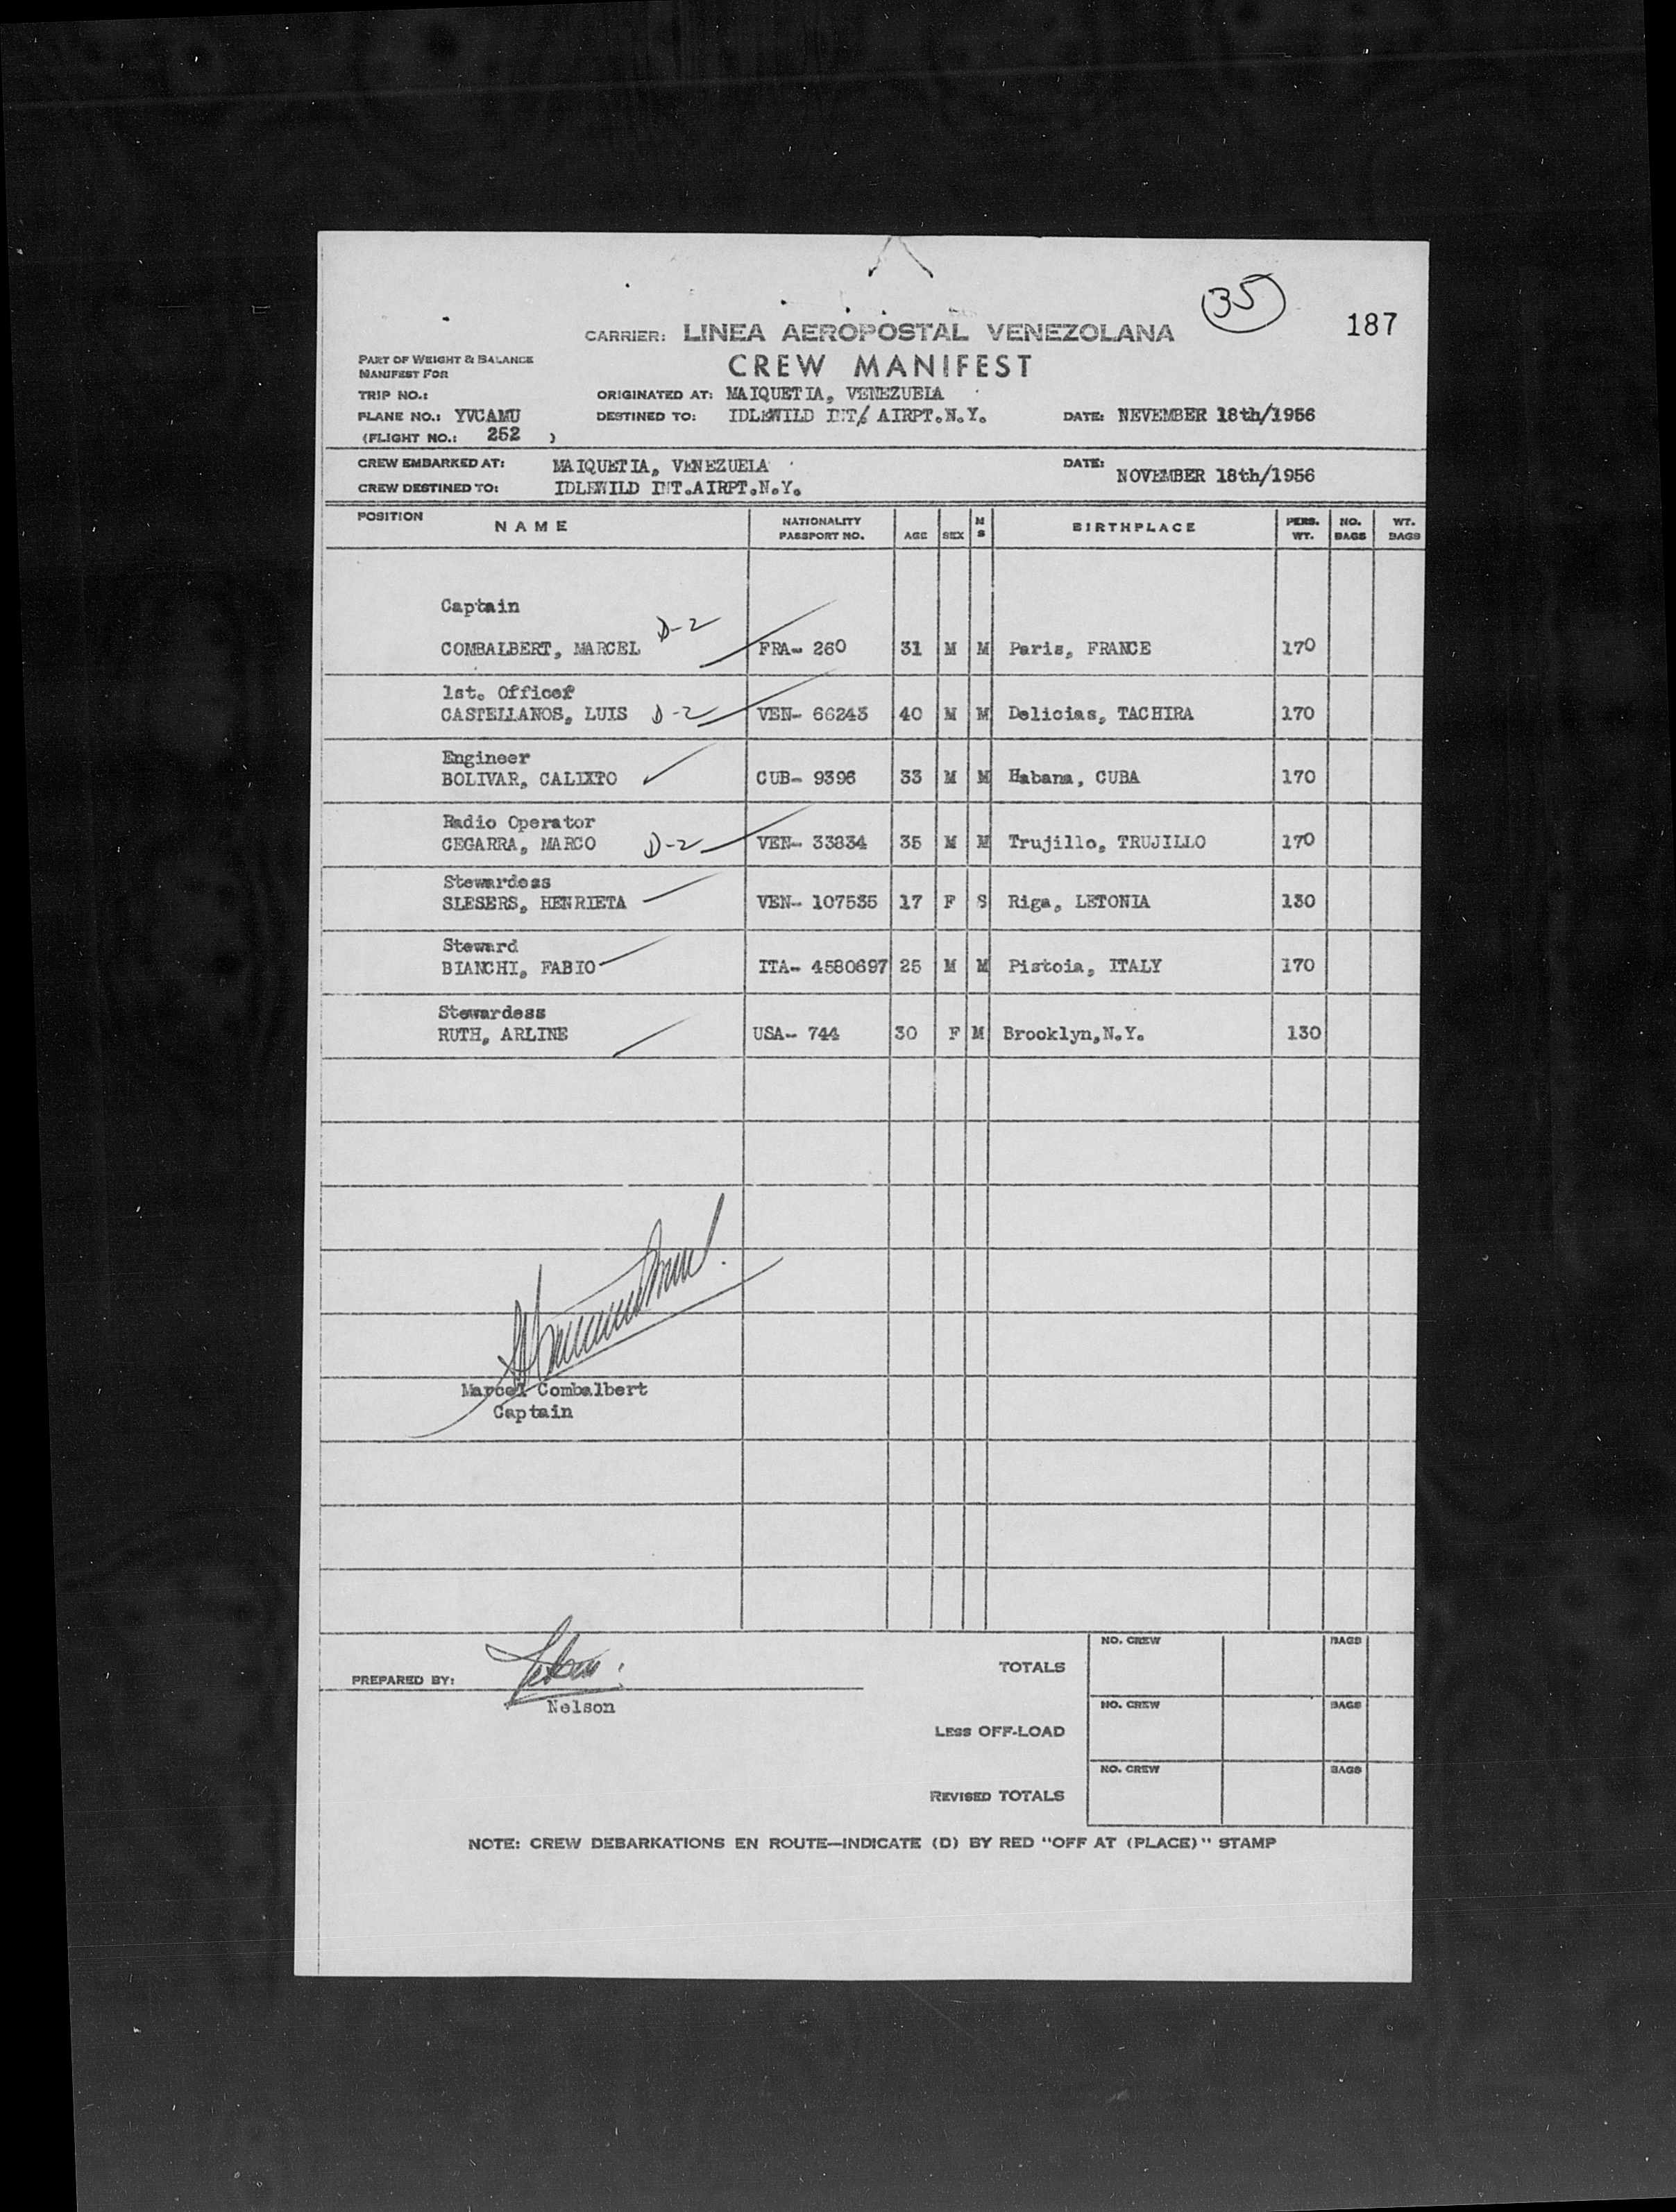 35
187
CARRIER: LINEA AEROPOSTAL VENEZOLANA
CREW MANIFEST
PART OF WEIGHT & BALANCE
MANIFEST FOR
TRIP NO.:
ORIGINATED AT: MAIQUETIA, VENEZUELA
PLANE NO.: YVCAMU
DESTINED TO: IDLEWILD INT/ AIRPT.N.Y.
DATE: NEVEMBER 18th/1956
(FLIGHT NO.: 252 )
CREW EMBARKED AT: MAIQUETIA, VENEZUELA
DATE: NOVEMBER 18th/1956
CREW DESTINED TO: IDLEWILD INT.AIRPT.N.Y.
POSITION NAME NATIONALITY PASSPORT NO. AGE SEX M S BIRTHPLACE PERS. WT. NO. BAGS WT. BAGS
Captain
COMBALBERT, MARCEL D-2 FRA- 260 31 M M Paris, FRANCE 170
1st. Officer
CASTELLANOS, LUIS D-2 VEN- 66243 40 M M Delicias, TACHIRA 170
Engineer
BOLIVAR, CALIXTO CUB- 9396 33 M M Habana, CUBA 170
Radio Operator
CEGARRA, MARCO D-2 VEN- 33834 35 M M Trujillo, TRUJILLO 170
Stewardess
SLESERS, HENRIETA VEN- 107535 17 F S Riga, LETONIA 130
Steward
BIANCHI, FABIO ITA- 4580697 25 M M Pistoia, ITALY 170
Stewardess
RUTH, ARLINE USA- 744 30 F M Brooklyn,N.Y. 130
Marcel Combalbert
Captain
NO. CREW BAGS
TOTALS
PREPARED BY: Nelson
Nelson
NO. CREW BAGS
LESS OFF-LOAD
NO. CREW BAGS
REVISED TOTALS
NOTE: CREW DEBARKATIONS EN ROUTE—INDICATE (D) BY RED "OFF AT (PLACE)" STAMP